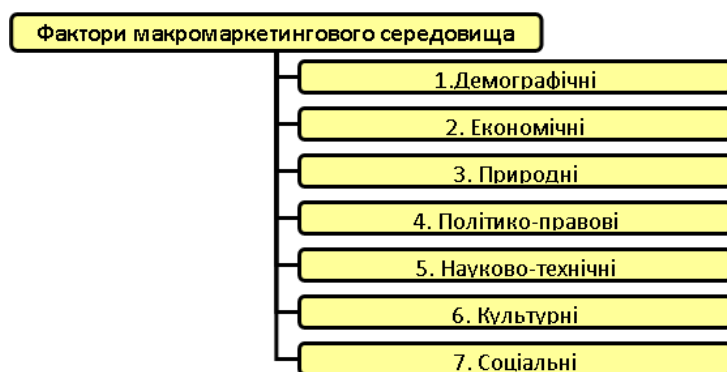 Фактори макромаркетингового середовища
1.Демографічні
2. Економічні
3. Природні
4. Політико-правові
5. Науково-технічні
6. Культурні
7. Соціальні